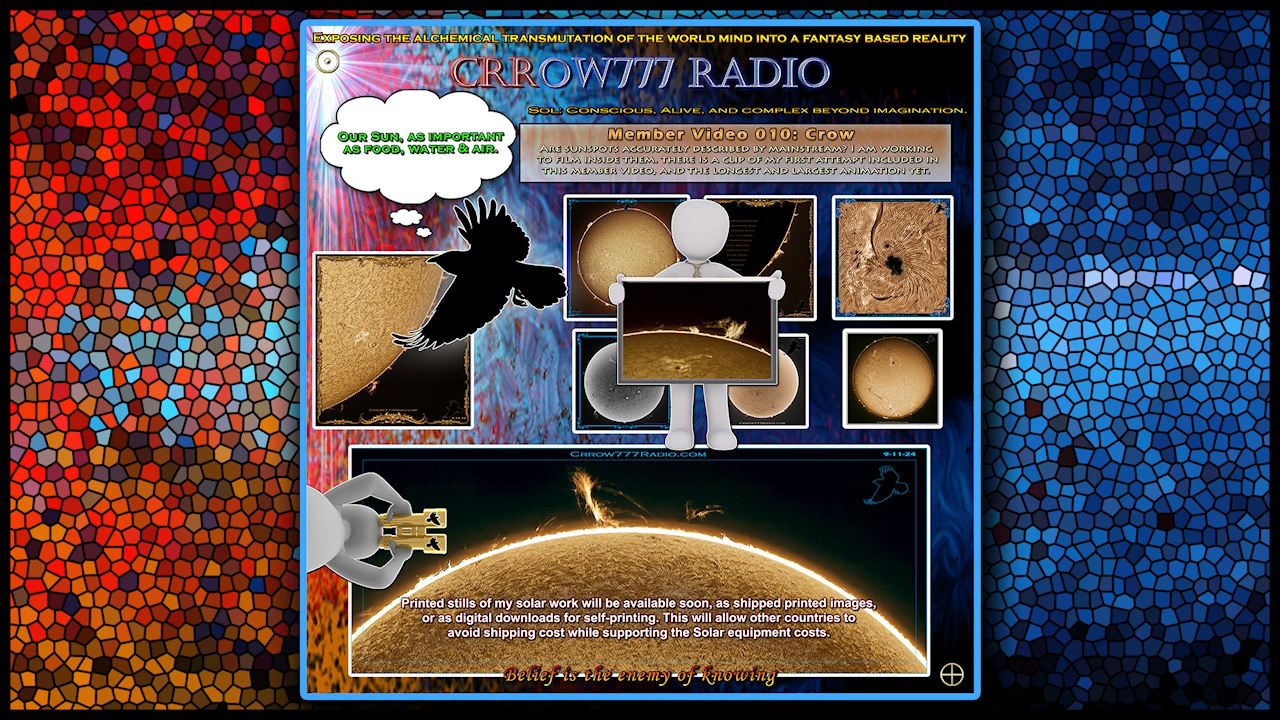 Exposing the alchemical transmutation of the world mind into a fantasy based reality
CRROW777 RADIO
Sol: Conscious, Alive, and complex beyond imagination.
Our Sun, as important
as food, water & air.
Member Video 010: Crow
Are sunspots accurately described by mainstream? I am working
to film inside them. There is a clip of my first attempt included in
this member video, and the longest and largest animation yet.
Crrow777Radio.com
9-11-24
Printed stills of my solar work will be available soon, as shipped printed images,
or as digital downloads for self-printing. This will allow other countries to
avoid shipping cost while supporting the Solar equipment costs.
Belief is the enemy of knowing